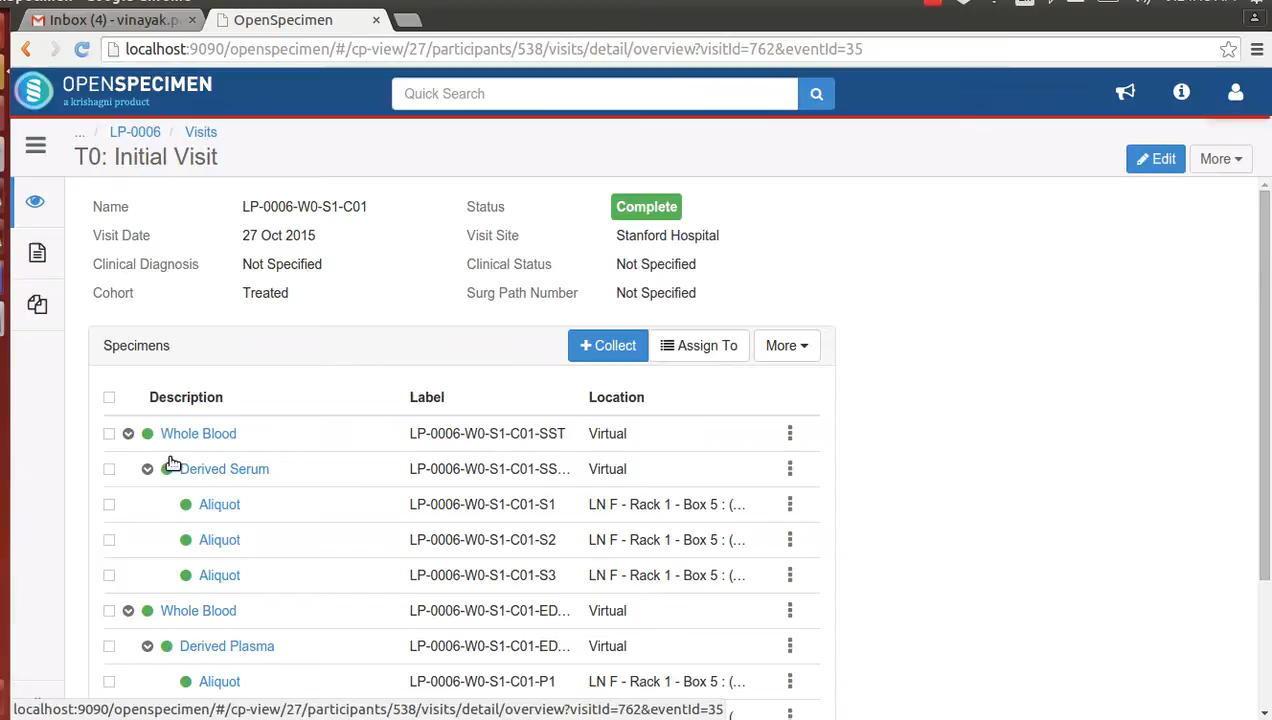 Inbox (4) - vinayak.p
OpenSpecimen
localhost:9090/openspecimen/#/cp-view/27/participants/538/visits/detail/overview?visitId=762&eventId=35
OPENSPECIMEN
a krishagni product
Quick Search
... / LP-0006 / Visits
T0: Initial Visit
Edit
More
Name LP-0006-W0-S1-C01 Status Complete
Visit Date 27 Oct 2015 Visit Site Stanford Hospital
Clinical Diagnosis Not Specified Clinical Status Not Specified
Cohort Treated Surg Path Number Not Specified
Specimens + Collect Assign To More
Description Label Location
Whole Blood LP-0006-W0-S1-C01-SST Virtual
Derived Serum LP-0006-W0-S1-C01-SS... Virtual
Aliquot LP-0006-W0-S1-C01-S1 LN F - Rack 1 - Box 5 : (...
Aliquot LP-0006-W0-S1-C01-S2 LN F - Rack 1 - Box 5 : (...
Aliquot LP-0006-W0-S1-C01-S3 LN F - Rack 1 - Box 5 : (...
Whole Blood LP-0006-W0-S1-C01-ED... Virtual
Derived Plasma LP-0006-W0-S1-C01-ED... Virtual
Aliquot LP-0006-W0-S1-C01-P1 LN F - Rack 1 - Box 5 : (...
localhost:9090/openspecimen/#/cp-view/27/participants/538/visits/detail/overview?visitId=762&eventId=35